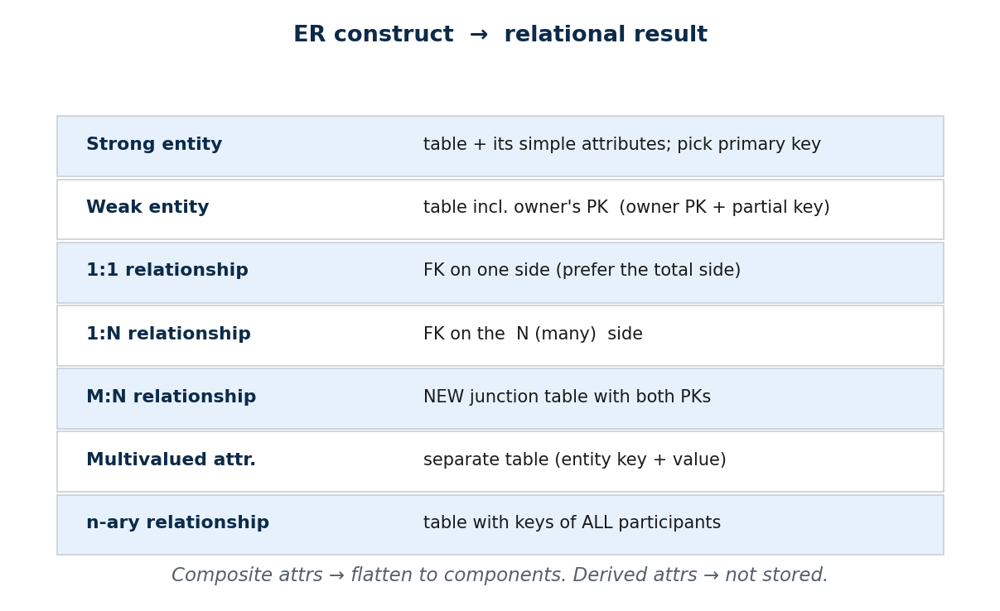 ER construct → relational result
Strong entity table + its simple attributes; pick primary key
Weak entity table incl. owner's PK (owner PK + partial key)
1:1 relationship FK on one side (prefer the total side)
1:N relationship FK on the N (many) side
M:N relationship NEW junction table with both PKs
Multivalued attr. separate table (entity key + value)
n-ary relationship table with keys of ALL participants
Composite attrs → flatten to components. Derived attrs → not stored.